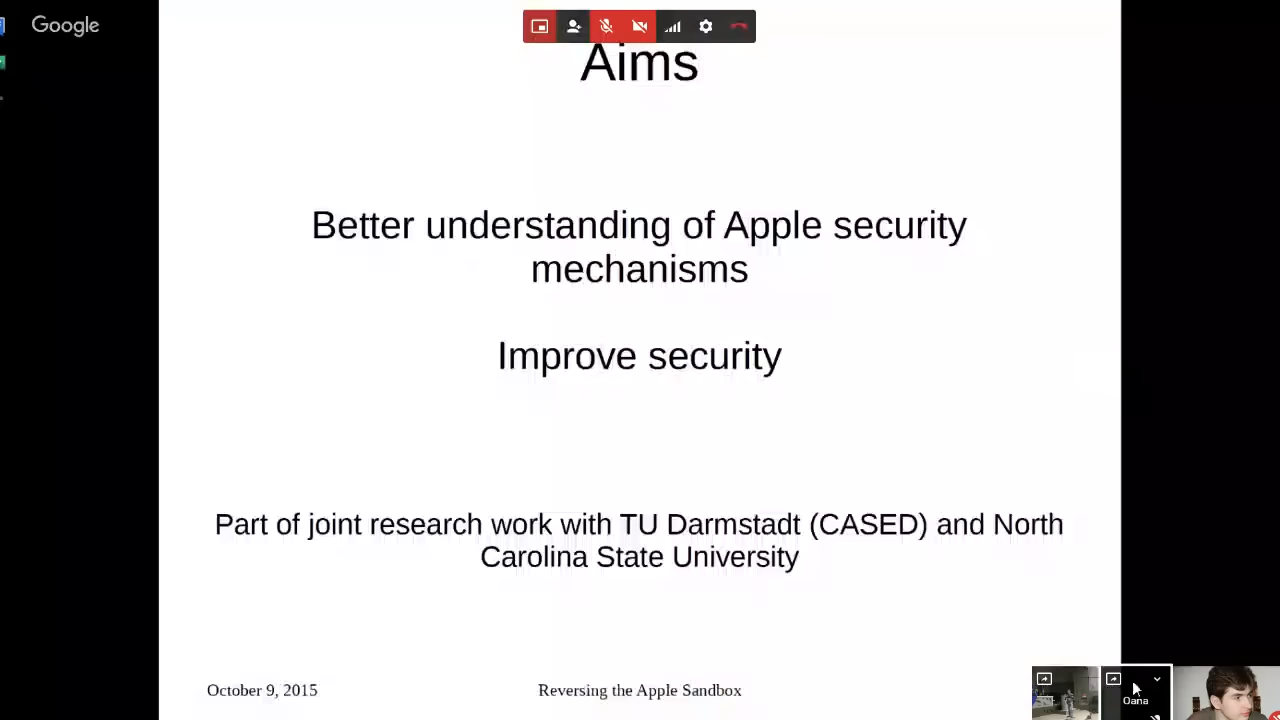 Google
Aims
Better understanding of Apple security
mechanisms
Improve security
Part of joint research work with TU Darmstadt (CASED) and North
Carolina State University
October 9, 2015
Reversing the Apple Sandbox
Oana